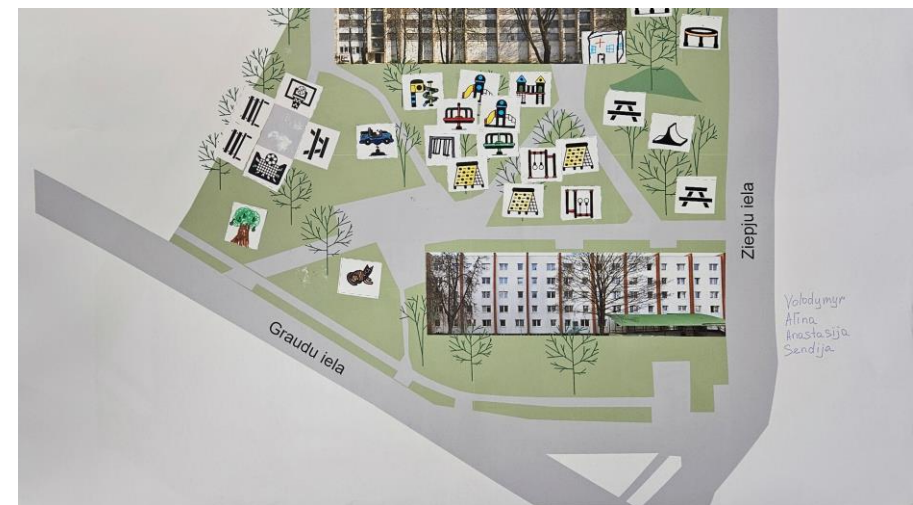 Ziepju iela
Graudu iela
Volodymyr
Alina
Anastasija
Sendija